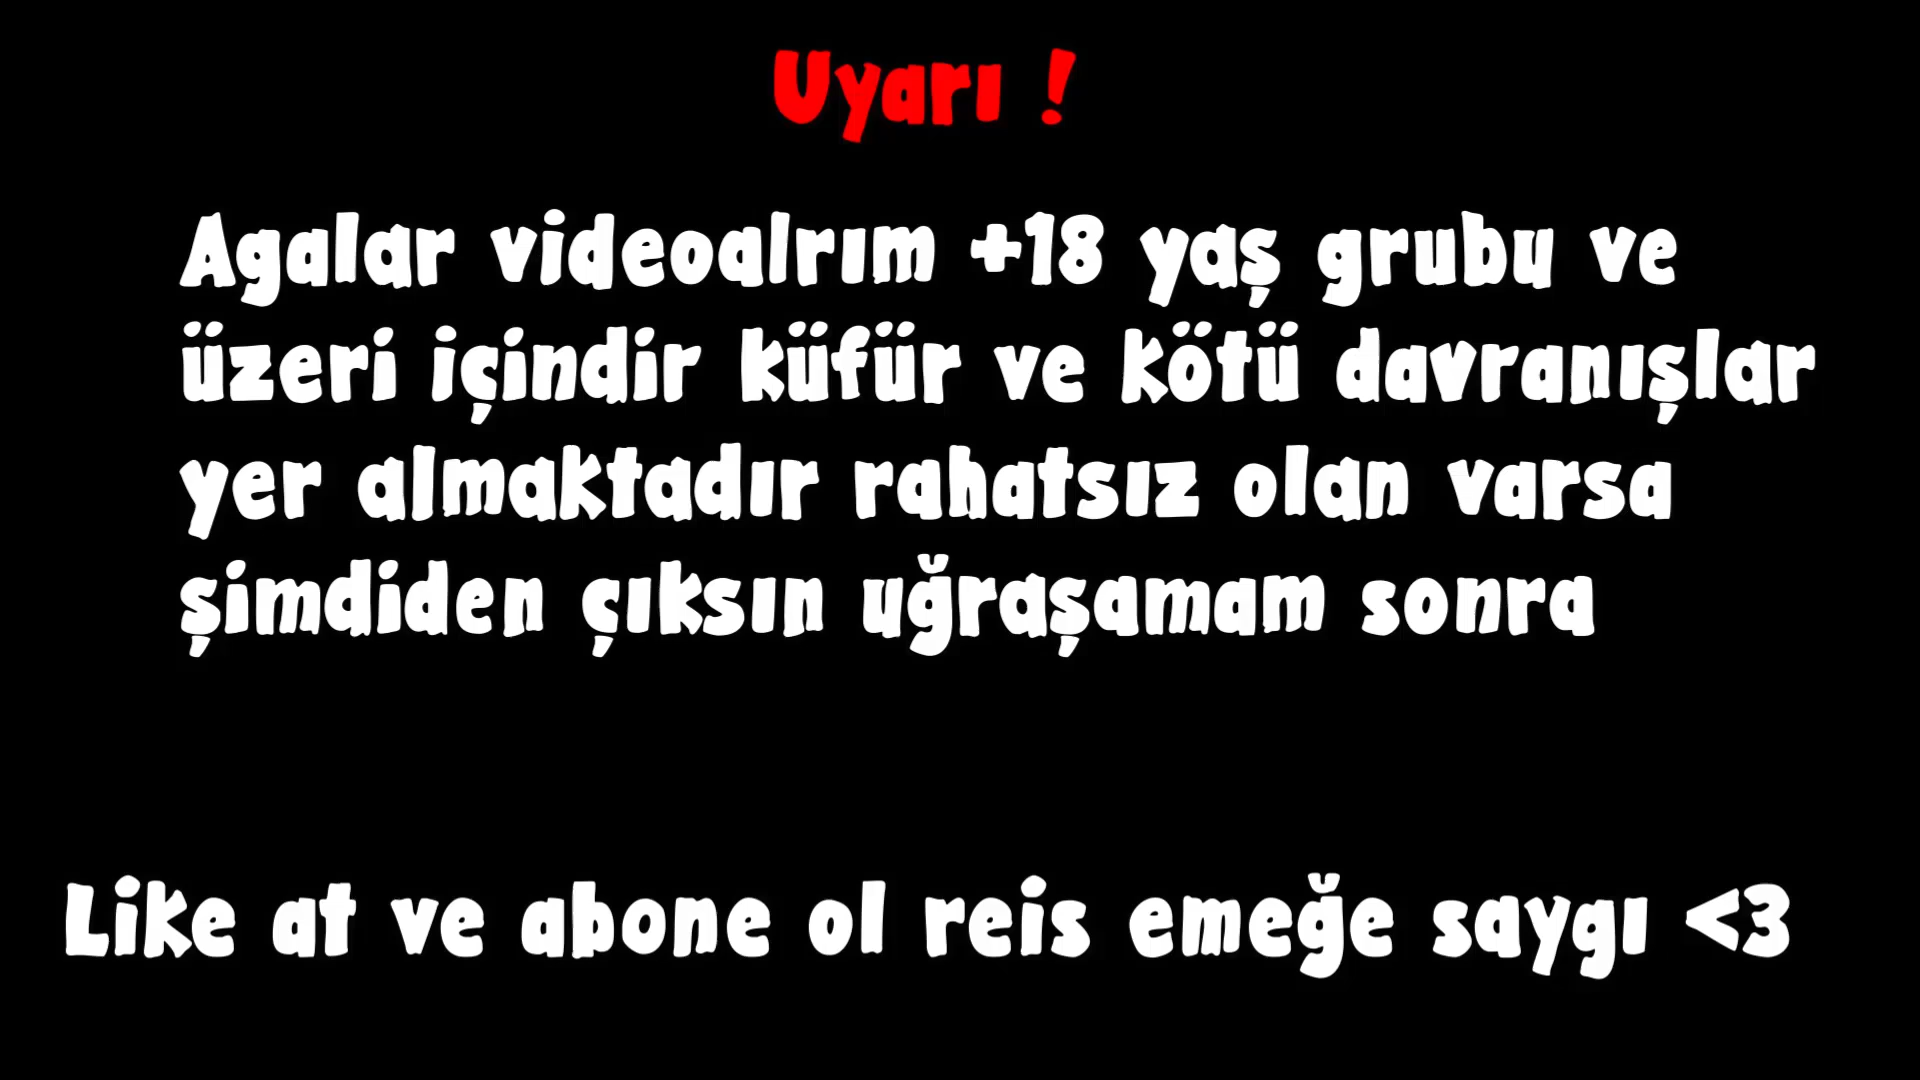 Uyarı !
Agalar videoalrım +18 yaş grubu ve
üzeri içindir küfür ve kötü davranışlar
yer almaktadır rahatsız olan varsa
şimdiden çıksın uğraşamam sonra
Like at ve abone ol reis emeğe saygı <3